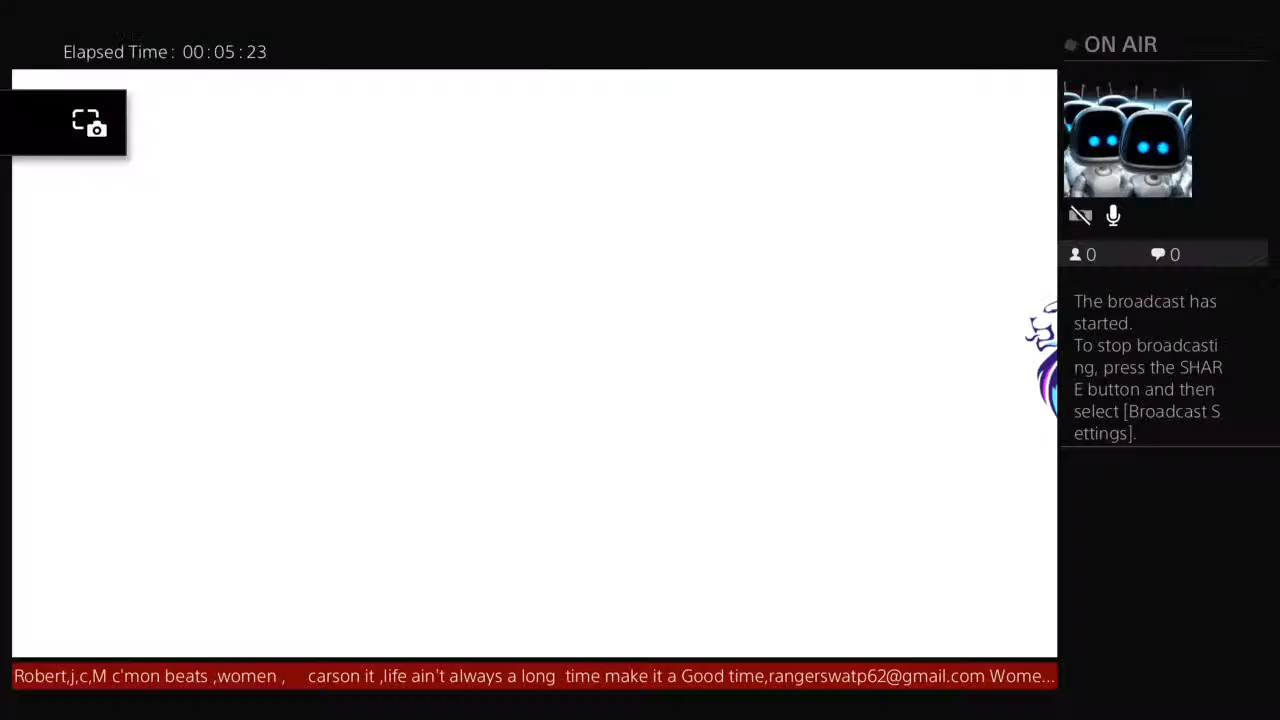 Elapsed Time: 00:05:23
ON AIR
0 0
The broadcast has
started.
To stop broadcasti
ng, press the SHAR
E button and then
select [Broadcast S
ettings].
Robert,j,c,M c'mon beats ,women , carson it ,life ain't always a long time make it a Good time,rangerswatp62@gmail.com Wome...